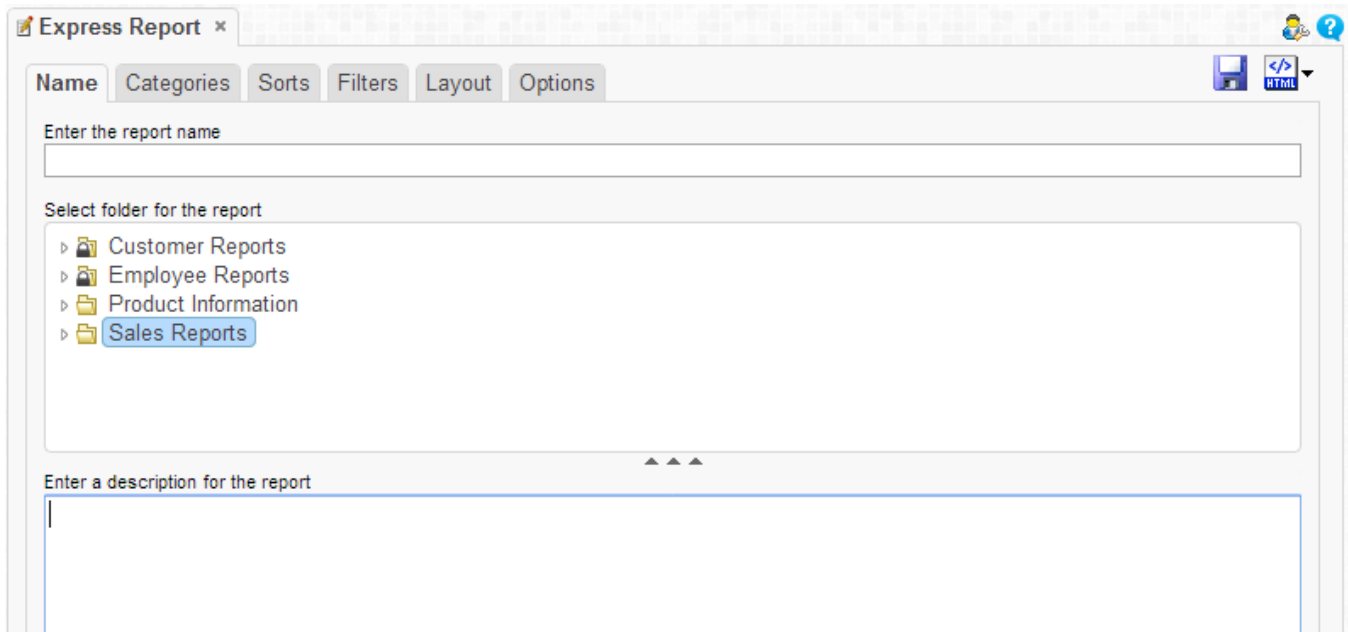 Express Report ×
Name Categories Sorts Filters Layout Options
</> HTML
Enter the report name
Select folder for the report
Customer Reports
Employee Reports
Product Information
Sales Reports
Enter a description for the report